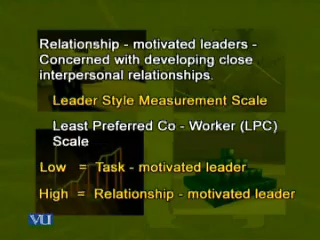 Relationship - motivated leaders -
Concerned with developing close
interpersonal relationships.
Leader Style Measurement Scale
Least Preferred Co - Worker (LPC)
Scale
Low = Task - motivated leader
High = Relationship - motivated leader
VU